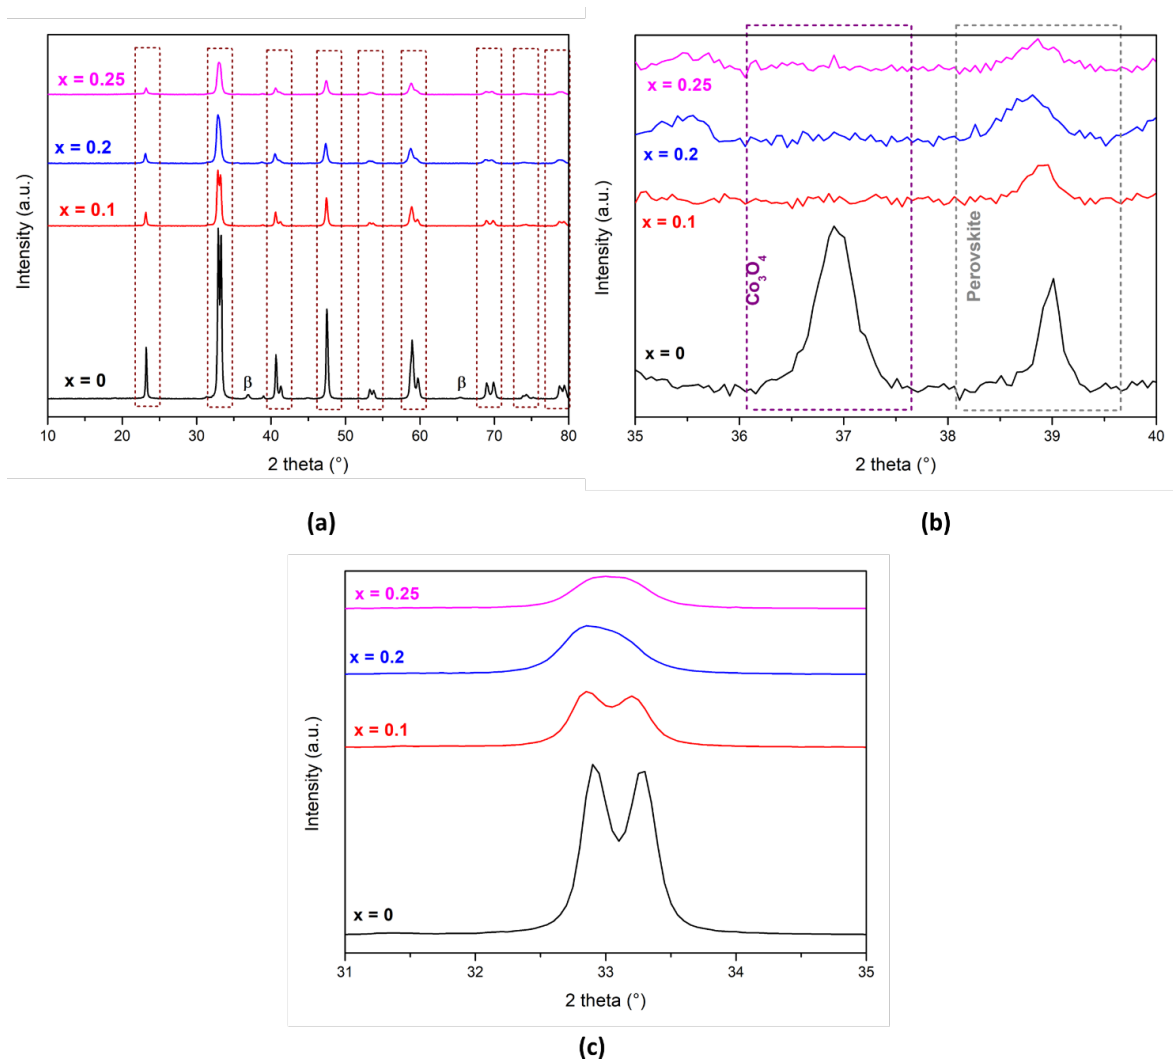 x = 0.25
x = 0.2
x = 0.1
x = 0
β
β
Intensity (a.u.)
10 20 30 40 50 60 70 80
2 theta (°)
(a)
x = 0.25
x = 0.2
x = 0.1
x = 0
Co3O4
Perovskite
Intensity (a.u.)
35 36 37 38 39 40
2 theta (°)
(b)
x = 0.25
x = 0.2
x = 0.1
x = 0
Intensity (a.u.)
31 32 33 34 35
2 theta (°)
(c)